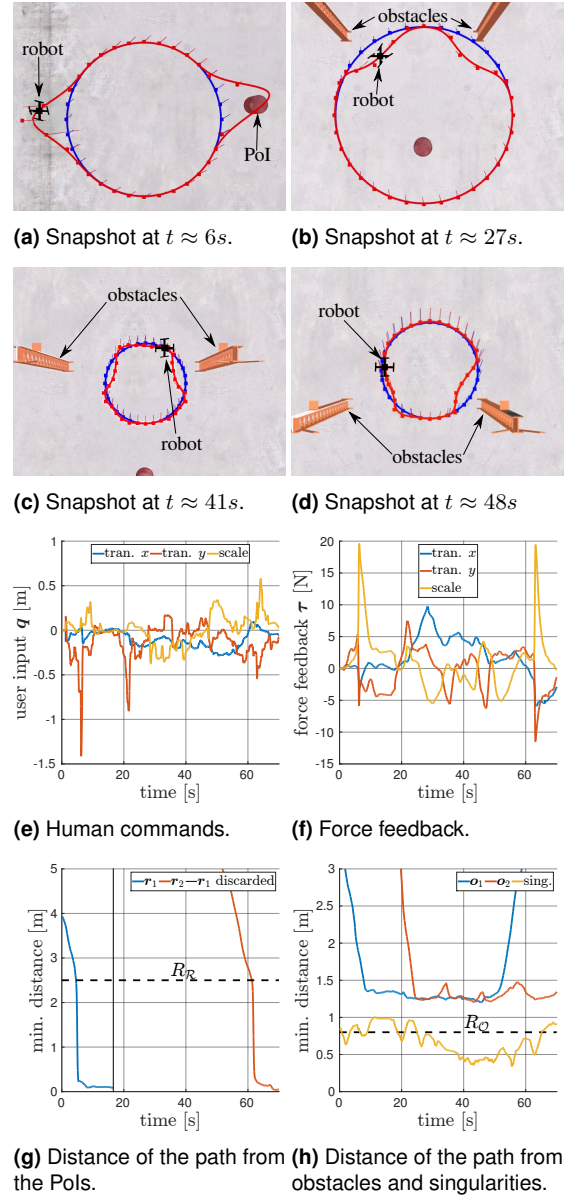 robot
PoI
obstacles
robot
(a) Snapshot at t ≈ 6s.
(b) Snapshot at t ≈ 27s.
obstacles
robot
robot
obstacles
(c) Snapshot at t ≈ 41s.
(d) Snapshot at t ≈ 48s
user input q [m]
1
0.5
0
-0.5
-1
-1.5
tran. x tran. y scale
0 20 40 60
time [s]
force feedback τ [N]
20
15
10
5
0
-5
-10
-15
tran. x
tran. y
scale
0 20 40 60
time [s]
(e) Human commands.
(f) Force feedback.
min. distance [m]
5
4
3
2
1
0
r₁ r₂ r₁ discarded
R_ℛ
0 20 40 60
time [s]
min. distance [m]
3
2.5
2
1.5
1
0.5
0
o₁ o₂ sing.
R_𝒪
0 20 40 60
time [s]
(g) Distance of the path from
the PoIs.
(h) Distance of the path from
obstacles and singularities.